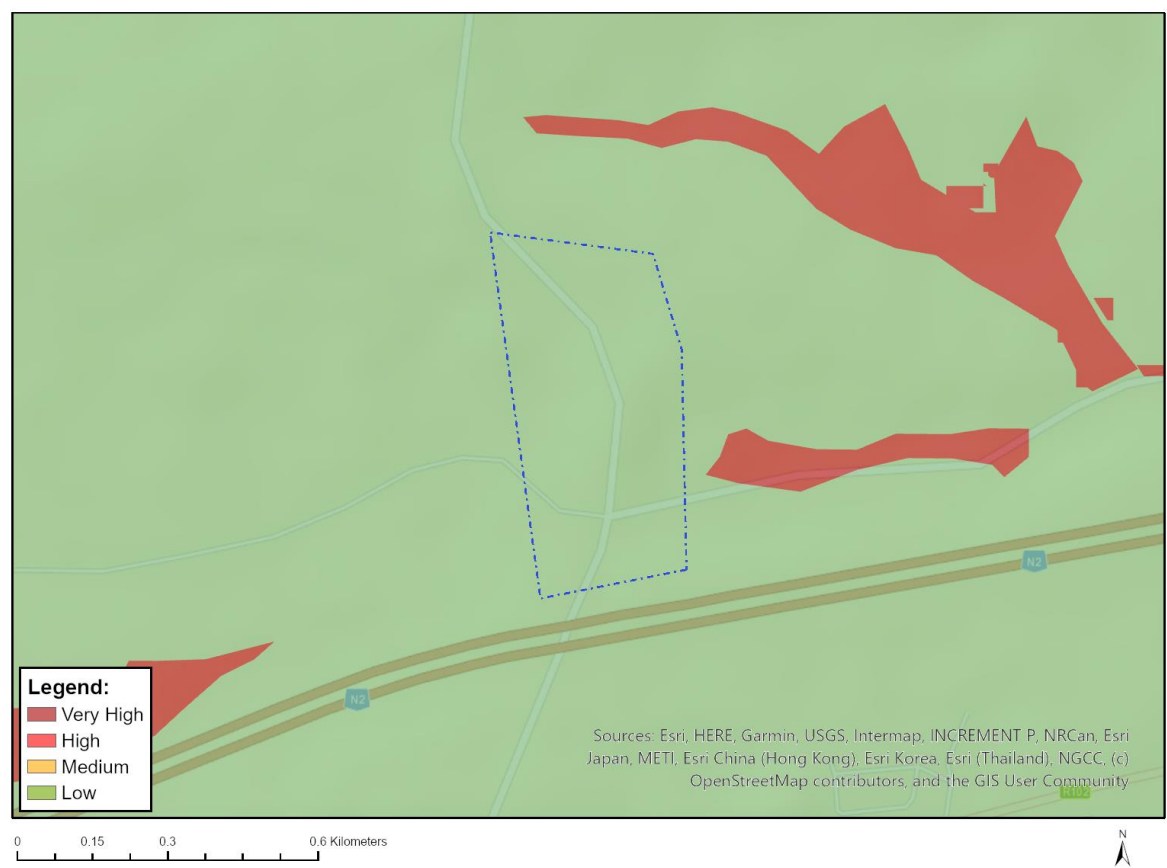 N2
N2
Legend:
Very High
High
Medium
Low
Sources: Esri, HERE, Garmin, USGS, Intermap, INCREMENT P, NRCan, Esri
Japan, METI, Esri China (Hong Kong), Esri Korea, Esri (Thailand), NGCC, (c)
OpenStreetMap contributors, and the GIS User Community
R102
0 0.15 0.3 0.6 Kilometers
N